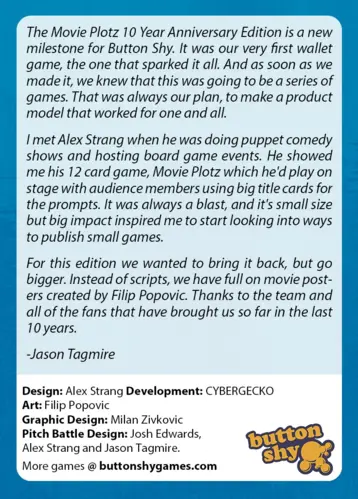 The Movie Plotz 10 Year Anniversary Edition is a new
milestone for Button Shy. It was our very first wallet
game, the one that sparked it all. And as soon as we
made it, we knew that this was going to be a series of
games. That was always our plan, to make a product
model that worked for one and all.
I met Alex Strang when he was doing puppet comedy
shows and hosting board game events. He showed
me his 12 card game, Movie Plotz which he'd play on
stage with audience members using big title cards for
the prompts. It was always a blast, and it's small size
but big impact inspired me to start looking into ways
to publish small games.
For this edition we wanted to bring it back, but go
bigger. Instead of scripts, we have full on movie post-
ers created by Filip Popovic. Thanks to the team and
all of the fans that have brought us so far in the last
10 years.
-Jason Tagmire
Design: Alex Strang Development: CYBERGECKO
Art: Filip Popovic
Graphic Design: Milan Zivkovic
Pitch Battle Design: Josh Edwards,
Alex Strang and Jason Tagmire.
More games @ buttonshygames.com
button
shy